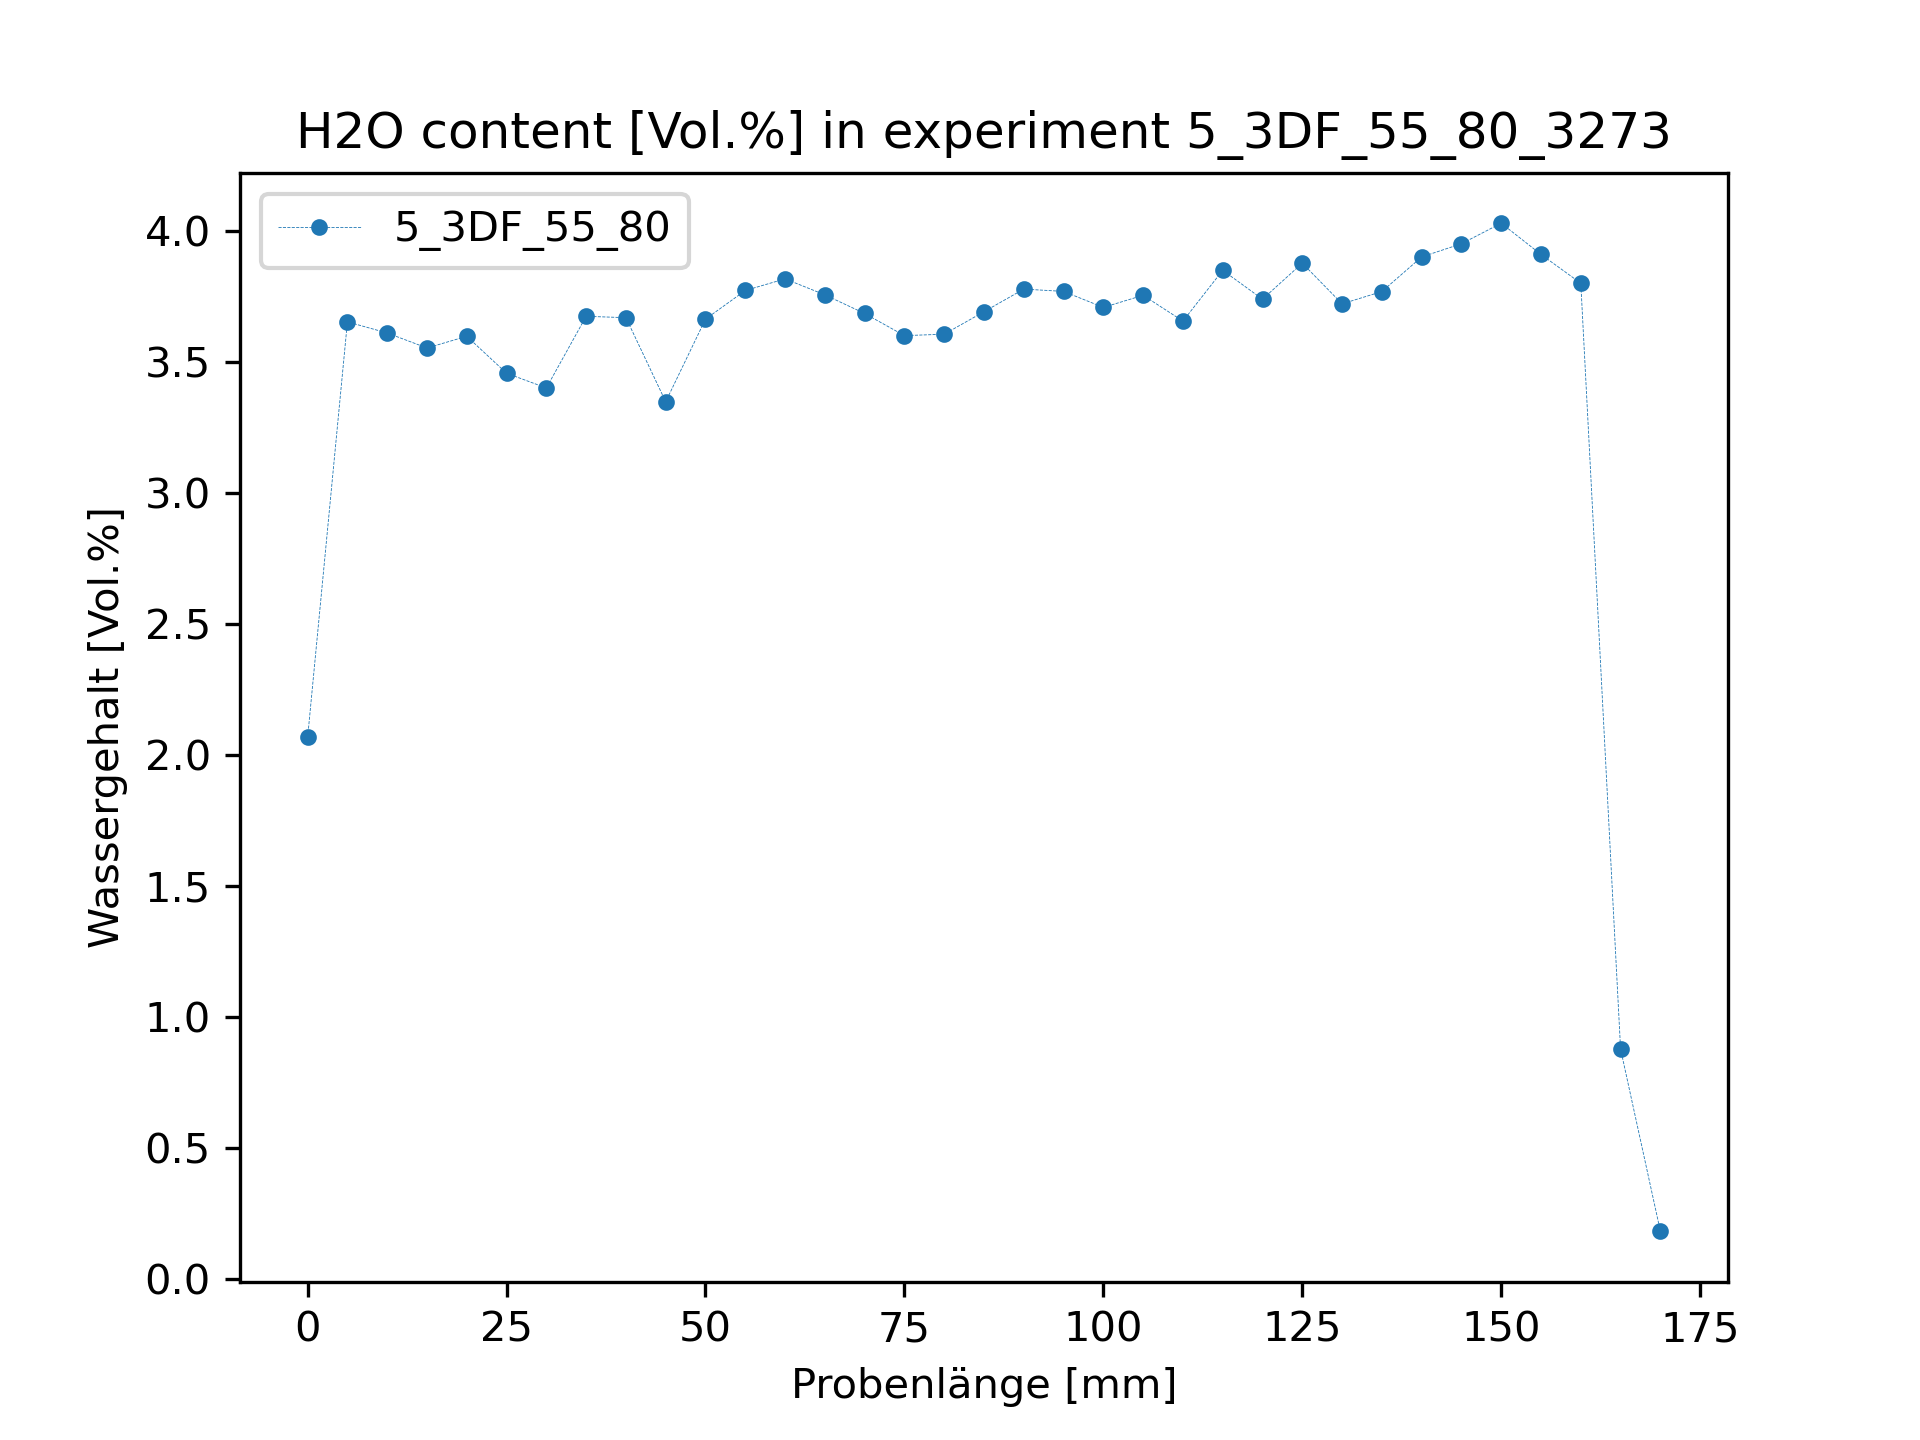 H2O content [Vol.%] in experiment 5_3DF_55_80_3273
5_3DF_55_80
Wassergehalt [Vol.%]
4.0
3.5
3.0
2.5
2.0
1.5
1.0
0.5
0.0
0 25 50 75 100 125 150 175
Probenlänge [mm]